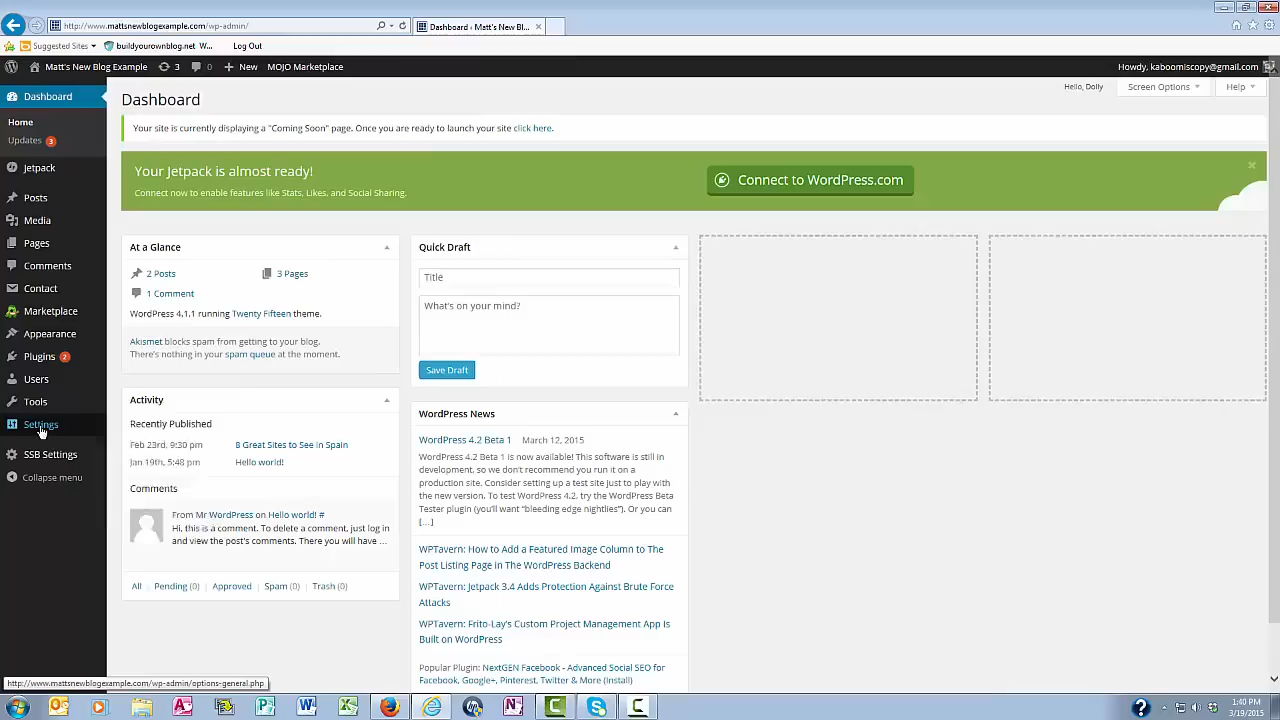 http://www.mattsnewblogexample.com/wp-admin/
Dashboard ‹ Matt's New Bl...
Suggested Sites
buildyourownblog.net W...
Log Out
Matt's New Blog Example
3
0
New
MOJO Marketplace
Howdy, kaboomiscopy@gmail.com
Dashboard
Home
Updates 3
Jetpack
Posts
Media
Pages
Comments
Contact
Marketplace
Appearance
Plugins 2
Users
Tools
Settings
SSB Settings
Collapse menu
Hello, Dolly
Screen Options
Help
Dashboard
Your site is currently displaying a "Coming Soon" page. Once you are ready to launch your site click here.
Your Jetpack is almost ready!
Connect now to enable features like Stats, Likes, and Social Sharing.
Connect to WordPress.com
At a Glance
2 Posts
3 Pages
1 Comment
WordPress 4.1.1 running Twenty Fifteen theme.
Akismet blocks spam from getting to your blog.
There's nothing in your spam queue at the moment.
Activity
Recently Published
Feb 23rd, 9:30 pm
8 Great Sites to See in Spain
Jan 19th, 5:48 pm
Hello world!
Comments
From Mr WordPress on Hello world! #
Hi, this is a comment. To delete a comment, just log in
and view the post's comments. There you will have ...
All
Pending (0)
Approved
Spam (0)
Trash (0)
Quick Draft
Title
What's on your mind?
Save Draft
WordPress News
WordPress 4.2 Beta 1 March 12, 2015
WordPress 4.2 Beta 1 is now available! This software is still in
development, so we don't recommend you run it on a
production site. Consider setting up a test site just to play with
the new version. To test WordPress 4.2, try the WordPress Beta
Tester plugin (you'll want "bleeding edge nightlies"). Or you can
[...]
WPTavern: How to Add a Featured Image Column to The
Post Listing Page in The WordPress Backend
WPTavern: Jetpack 3.4 Adds Protection Against Brute Force
Attacks
WPTavern: Frito-Lay's Custom Project Management App is
Built on WordPress
Popular Plugin: NextGEN Facebook - Advanced Social SEO for
Facebook, Google+, Pinterest, Twitter & More (Install)
http://www.mattsnewblogexample.com/wp-admin/options-general.php
1:40 PM
3/19/2015